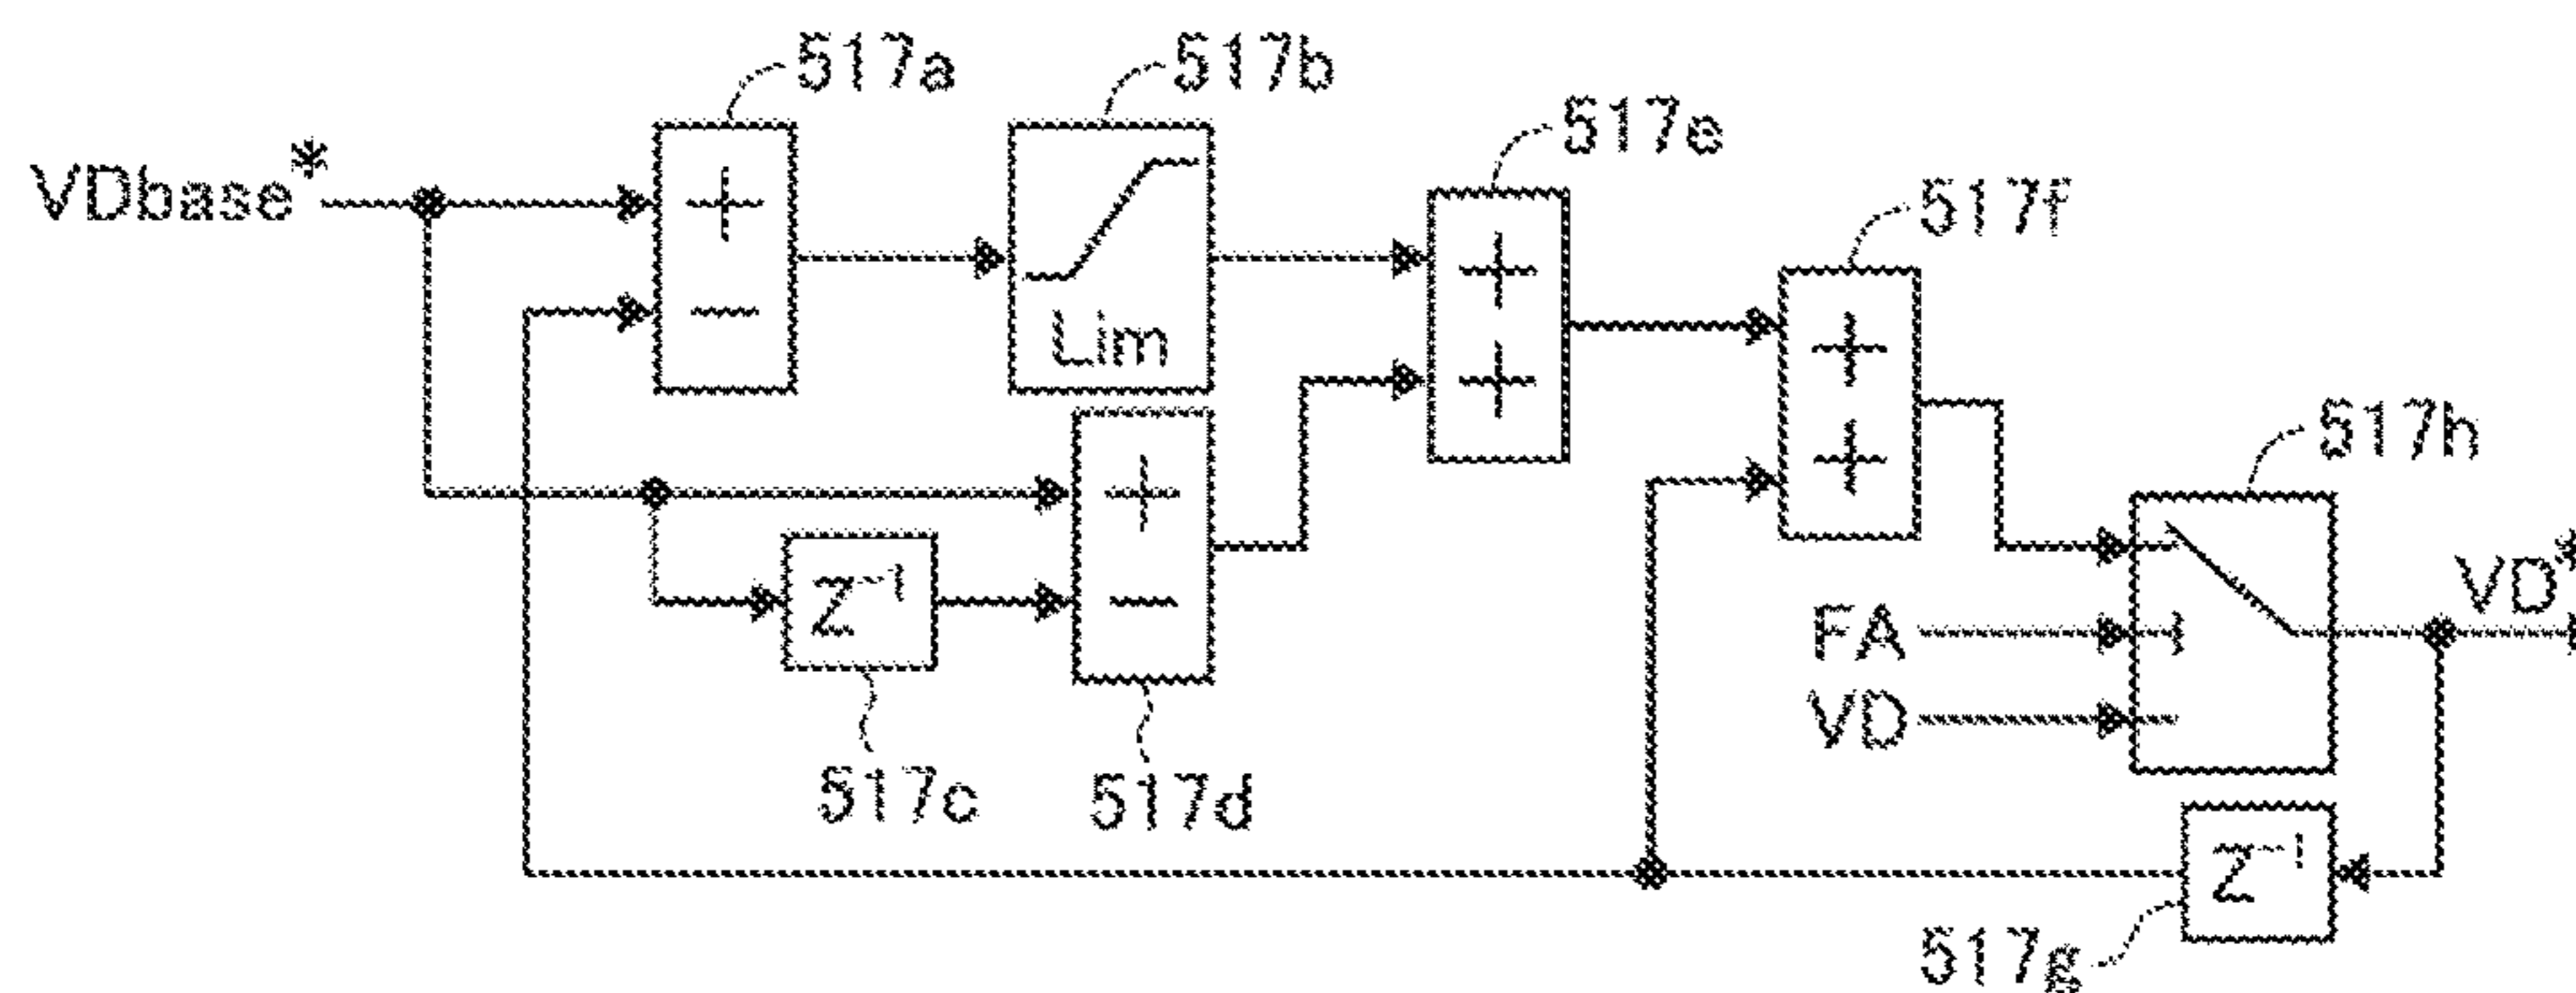 517a
517b
517e
VDbase*
+
−
Lim
+
+
517f
+
+
517h
+
−
Z⁻¹
VD*
FA
VD
517c
517d
Z⁻¹
517g